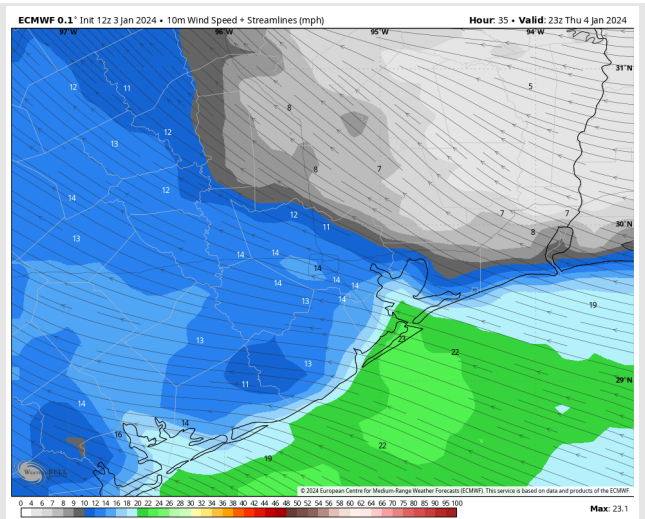 ECMWF 0.1° Init 12z 3 Jan 2024 • 10m Wind Speed + Streamlines (mph) Hour: 35 • Valid: 23z Thu 4 Jan 2024
97°W 96°W 95°W 94°W
31°N
5
12 11
8
12
13
8 7
12
14
7 7
12
30°N
11 8
13
14 14
14
14 14 14
13 14
19
23
13
22
13
29°N
11
14
14
16
22
19
WeatherBELL
© 2024 European Centre for Medium-Range Weather Forecasts (ECMWF). This service is based on data and products of the ECMWF.
0 4 6 7 8 9 10 12 14 16 18 20 22 24 26 28 30 32 34 36 38 40 42 44 46 48 50 52 54 56 58 60 62 64 66 68 70 75 80 85 90 95 100 Max: 23.1